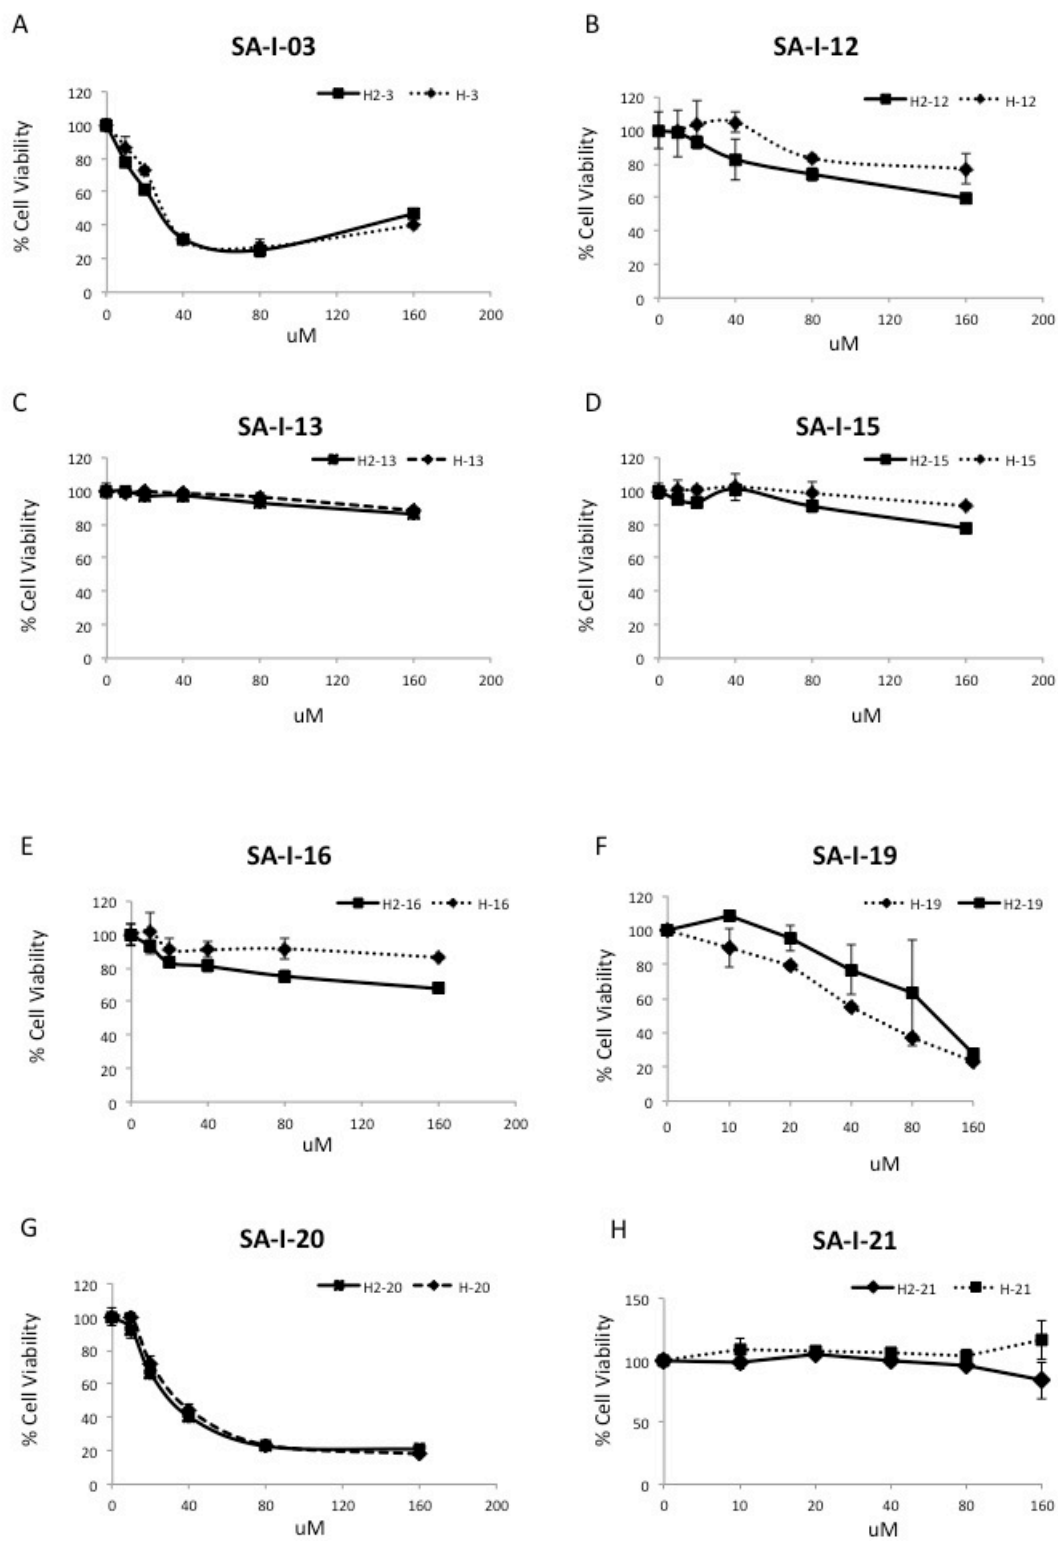 A
SA-I-03
H2-3 H-3
120
100
80
60
40
20
0
% Cell Viability
0 40 80 120 160 200
uM
B
SA-I-12
H2-12 H-12
120
100
80
60
40
20
0
% Cell Viability
0 40 80 120 160 200
uM
C
SA-I-13
H2-13 H-13
120
100
80
60
40
20
0
% Cell Viability
0 40 80 120 160 200
uM
D
SA-I-15
H2-15 H-15
120
100
80
60
40
20
0
% Cell Viability
0 40 80 120 160 200
uM
E
SA-I-16
H2-16 H-16
120
100
80
60
40
20
0
% Cell Viability
0 40 80 120 160 200
uM
F
SA-I-19
H-19 H2-19
120
100
80
60
40
20
0
% Cell Viability
0 10 20 40 80 160
uM
G
SA-I-20
H2-20 H-20
120
100
80
60
40
20
0
% Cell Viability
0 40 80 120 160 200
uM
H
SA-I-21
H2-21 H-21
150
100
50
0
% Cell Viability
0 10 20 40 80 160
uM